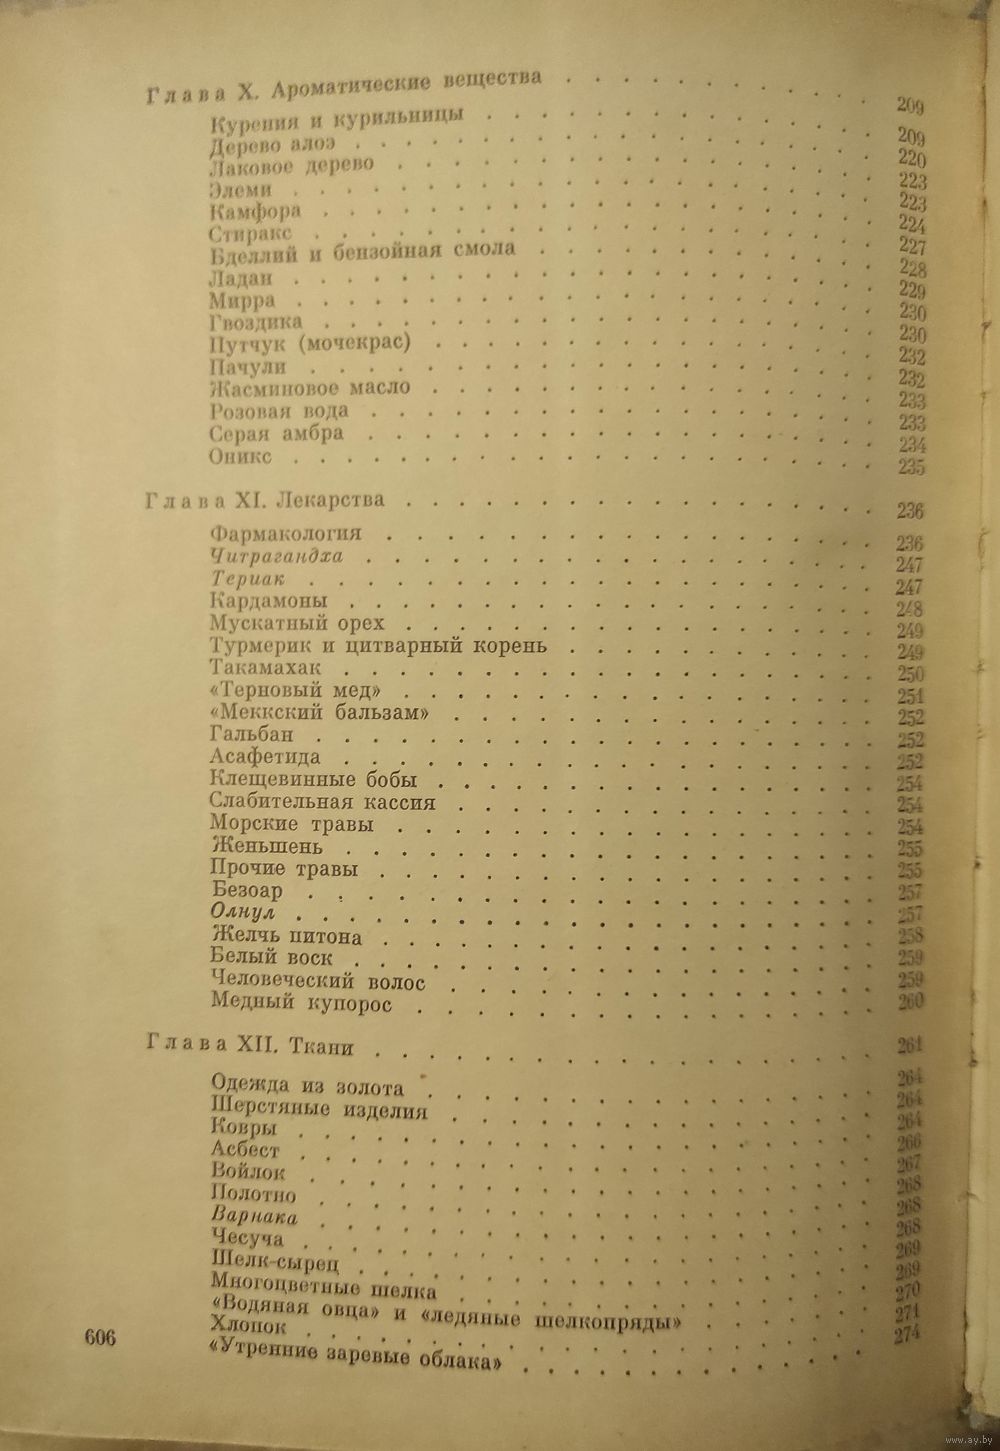 Глава X. Ароматические вещества . . . . . . . . . . 209
Курения и курильницы . . . . . . . . . . 209
Дерево алоэ . . . . . . . . . . 220
Лаковое дерево . . . . . . . . . . 223
Элеми . . . . . . . . . . 223
Камфора . . . . . . . . . . 224
Стиракс . . . . . . . . . . 227
Бделлий и бензойная смола . . . . . . . . . . 228
Ладан . . . . . . . . . . 229
Мирра . . . . . . . . . . 230
Гвоздика . . . . . . . . . . 230
Путчук (мочекрас) . . . . . . . . . . 232
Пачули . . . . . . . . . . 232
Жасминовое масло . . . . . . . . . . 233
Розовая вода . . . . . . . . . . 233
Серая амбра . . . . . . . . . . 234
Оникс . . . . . . . . . . 235
Глава XI. Лекарства . . . . . . . . . . 236
Фармакология . . . . . . . . . . 236
Читрагандха . . . . . . . . . . 247
Териак . . . . . . . . . . 247
Кардамоны . . . . . . . . . . 248
Мускатный орех . . . . . . . . . . 249
Турмерик и цитварный корень . . . . . . . . . . 249
Такамахак . . . . . . . . . . 250
«Терновый мед» . . . . . . . . . . 251
«Меккский бальзам» . . . . . . . . . . 252
Гальбан . . . . . . . . . . 252
Асафетида . . . . . . . . . . 252
Клещевинные бобы . . . . . . . . . . 254
Слабительная кассия . . . . . . . . . . 254
Морские травы . . . . . . . . . . 254
Женьшень . . . . . . . . . . 255
Прочие травы . . . . . . . . . . 255
Безоар . . . . . . . . . . 257
Олнул . . . . . . . . . . 257
Желчь питона . . . . . . . . . . 258
Белый воск . . . . . . . . . . 259
Человеческий волос . . . . . . . . . . 259
Медный купорос . . . . . . . . . . 260
Глава XII. Ткани . . . . . . . . . . 261
Одежда из золота . . . . . . . . . . 264
Шерстяные изделия . . . . . . . . . . 264
Ковры . . . . . . . . . . 264
Асбест . . . . . . . . . . 266
Войлок . . . . . . . . . . 267
Полотно . . . . . . . . . . 268
Варнака . . . . . . . . . . 268
Чесуча . . . . . . . . . . 268
Шелк-сырец . . . . . . . . . . 269
Многоцветные шелка . . . . . . . . . . 269
«Водяная овца» и «ледяные шелкопряды» . . . . . . . 270
Хлопок . . . . . . . . . . 271
«Утренние заревые облака» . . . . . . . . . . 274
606
www.ay.by